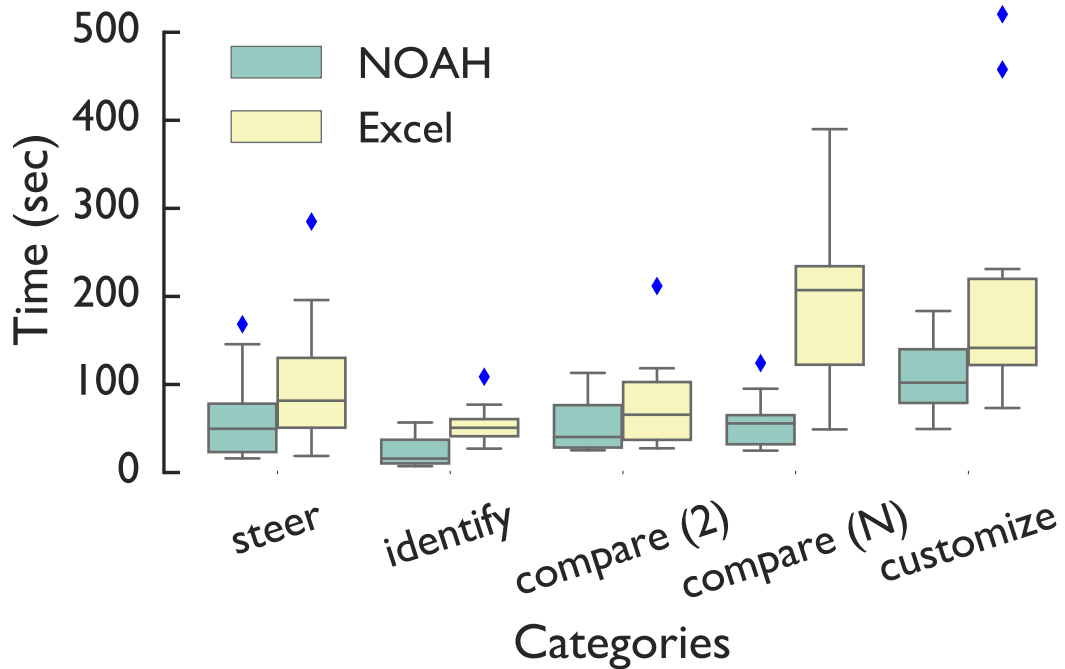 500
400
300
200
100
0
Time (sec)
NOAH
Excel
steer
identify
compare (2)
compare (N)
customize
Categories